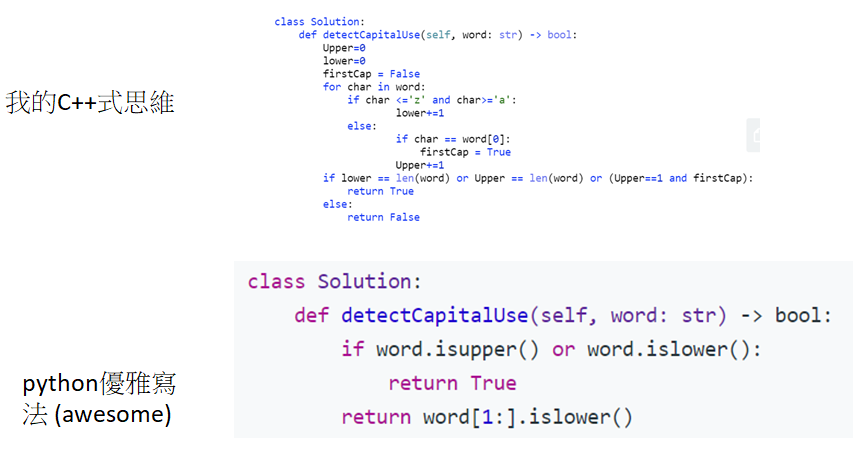 class Solution:
    def detectCapitalUse(self, word: str) -> bool:
        Upper=0
        lower=0
        firstCap = False
        for char in word:
            if char <='z' and char>='a':
                    lower+=1
            else:
                    if char == word[0]:
                        firstCap = True
                    Upper+=1
        if lower == len(word) or Upper == len(word) or (Upper==1 and firstCap):
            return True
        else:
            return False
我的C++式思維
class Solution:
    def detectCapitalUse(self, word: str) -> bool:
        if word.isupper() or word.islower():
            return True
        return word[1:].islower()
python優雅寫
法 (awesome)